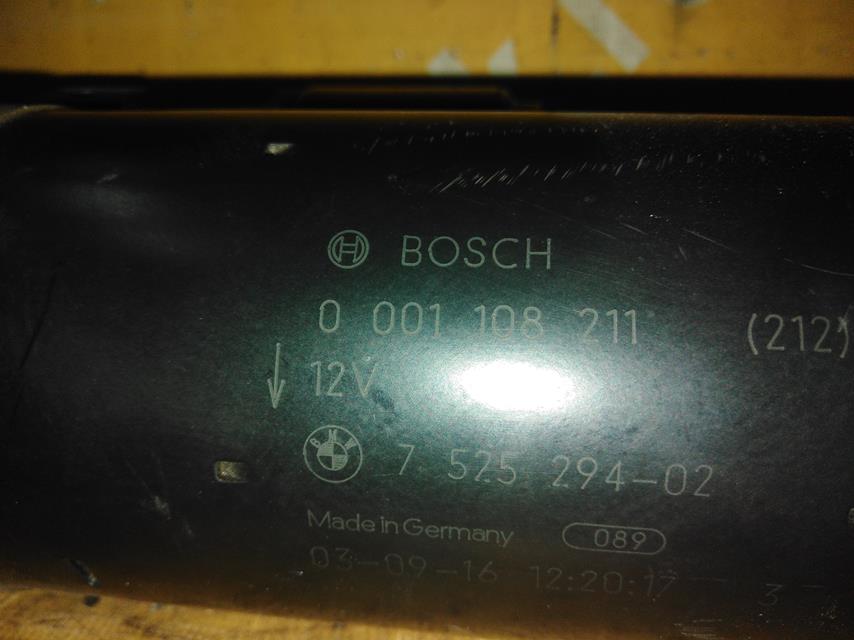 BOSCH
0 001 108 211 (212)
12V
BMW 7 525 294-02
Made in Germany 089
03-09-16 12:20:17 3